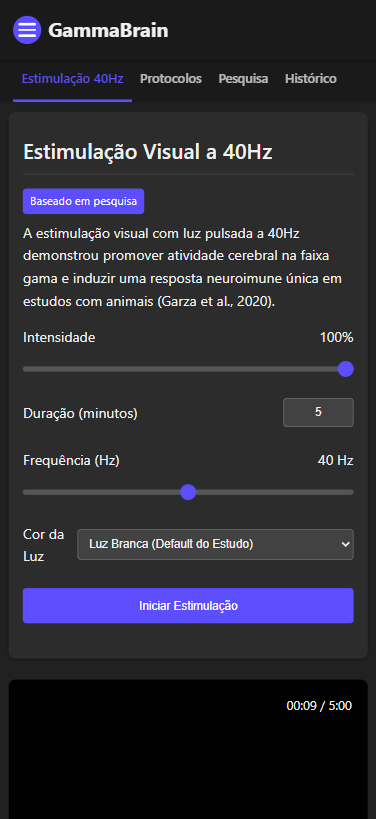 GammaBrain
Estimulação 40Hz Protocolos Pesquisa Histórico
Estimulação Visual a 40Hz
Baseado em pesquisa
A estimulação visual com luz pulsada a 40Hz
demonstrou promover atividade cerebral na faixa
gama e induzir uma resposta neuroimune única em
estudos com animais (Garza et al., 2020).
Intensidade 100%
Duração (minutos) 5
Frequência (Hz) 40 Hz
Cor da
Luz
Luz Branca (Default do Estudo)
Iniciar Estimulação
00:09 / 5:00